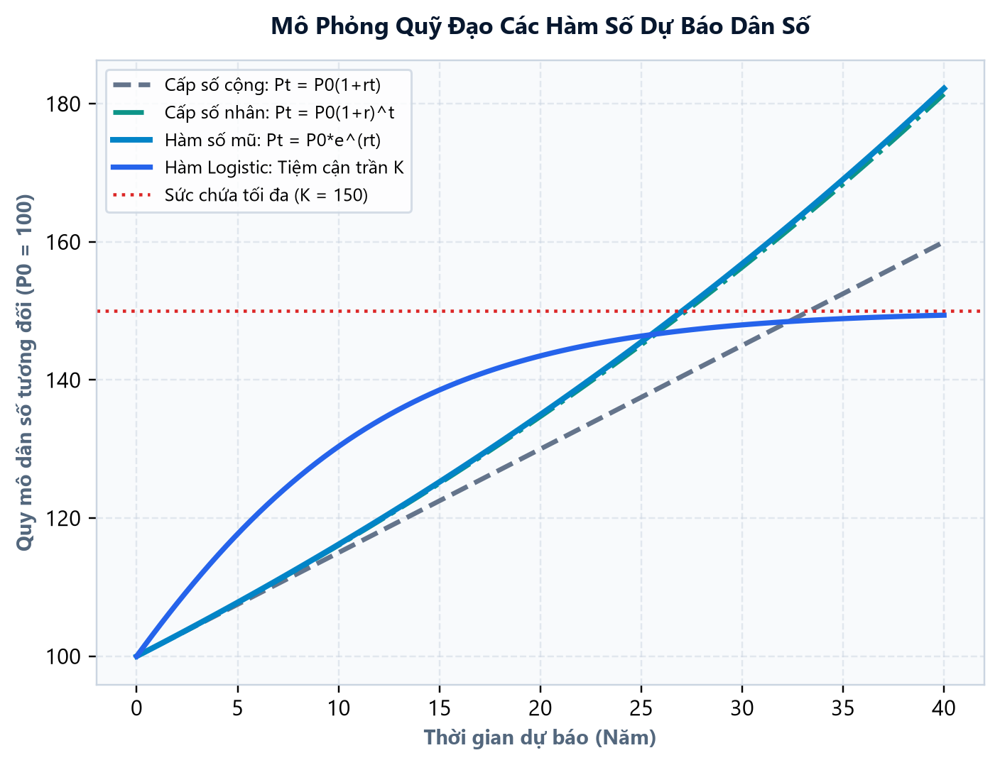 Mô Phỏng Quỹ Đạo Các Hàm Số Dự Báo Dân Số
Cấp số cộng: Pt = P0(1+rt)
Cấp số nhân: Pt = P0(1+r)^t
Hàm số mũ: Pt = P0*e^(rt)
Hàm Logistic: Tiệm cận trần K
Sức chứa tối đa (K = 150)
Quy mô dân số tương đối (P0 = 100)
180
160
140
120
100
0 5 10 15 20 25 30 35 40
Thời gian dự báo (Năm)